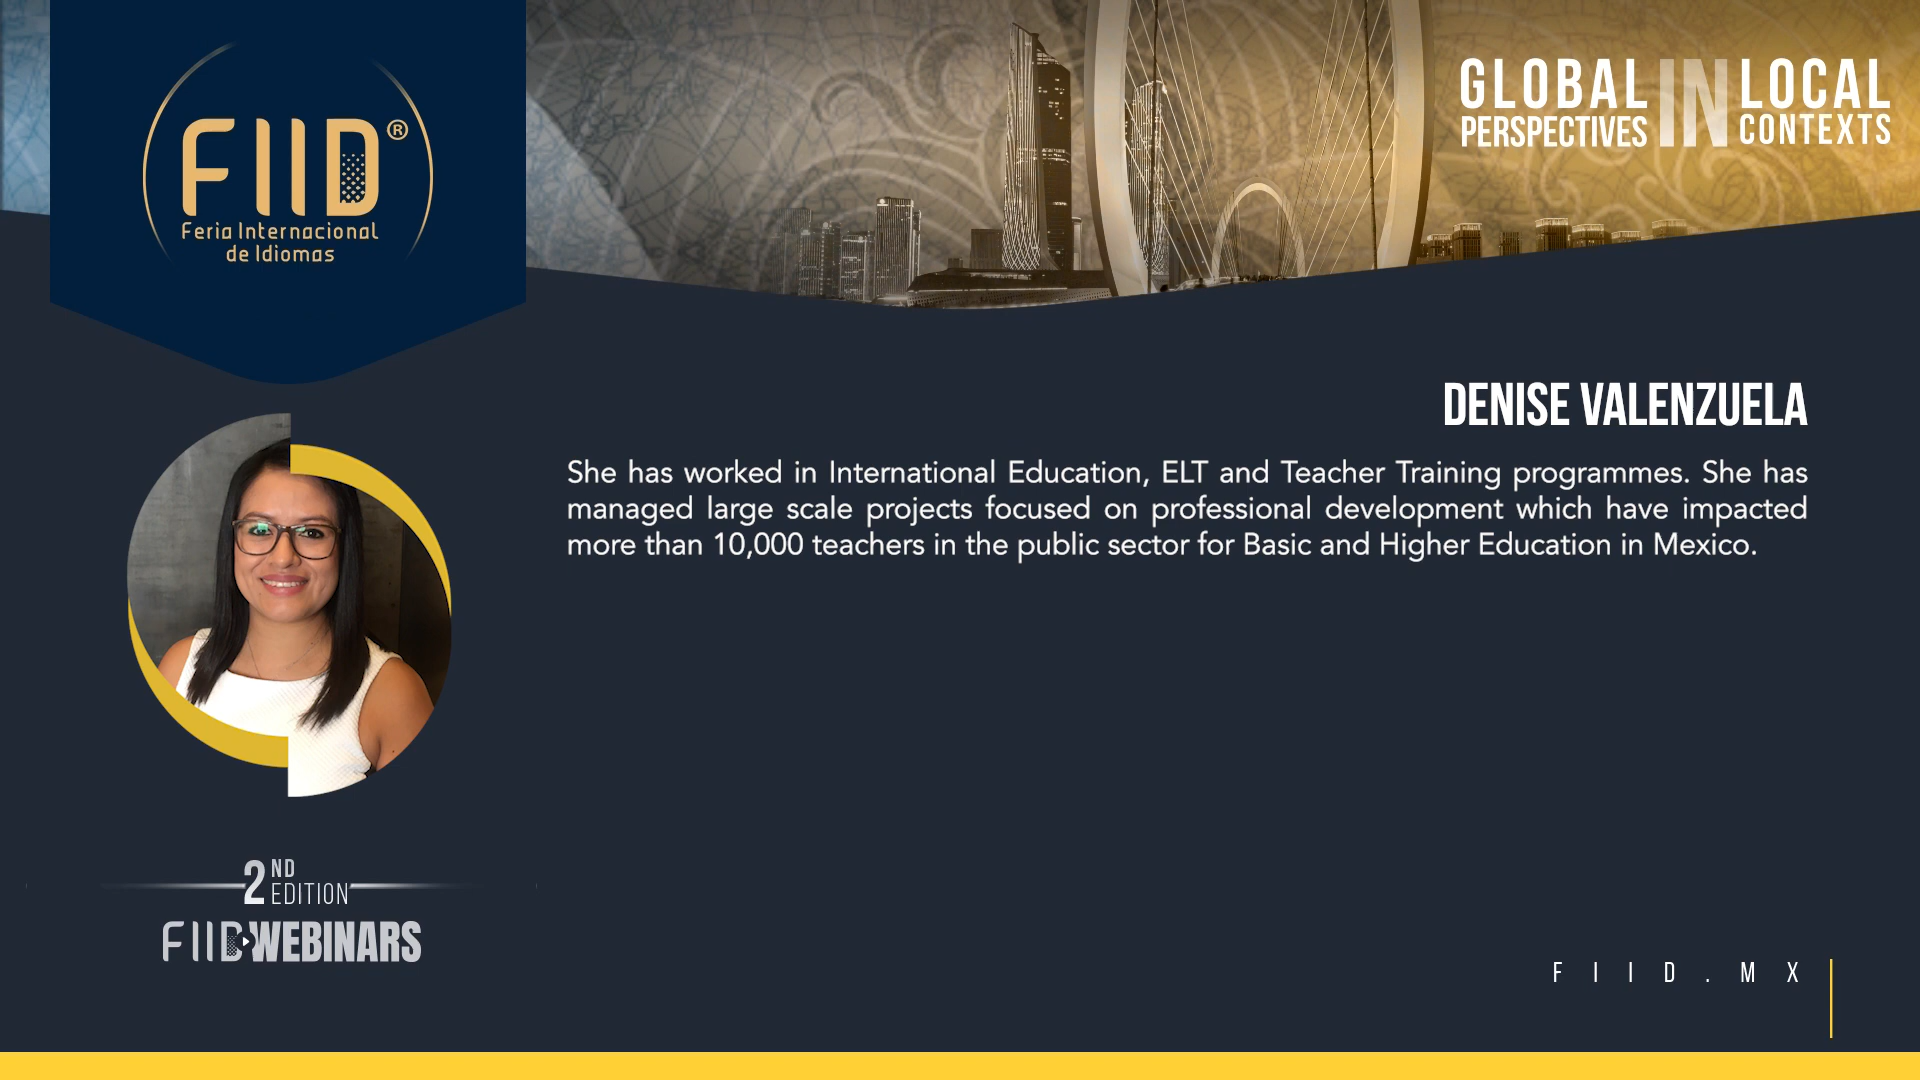 FIID®
Feria Internacional
de Idiomas
GLOBAL PERSPECTIVES IN LOCAL CONTEXTS
DENISE VALENZUELA
She has worked in International Education, ELT and Teacher Training programmes. She has
managed large scale projects focused on professional development which have impacted
more than 10,000 teachers in the public sector for Basic and Higher Education in Mexico.
2ND EDITION
FIID WEBINARS
FIID.MX